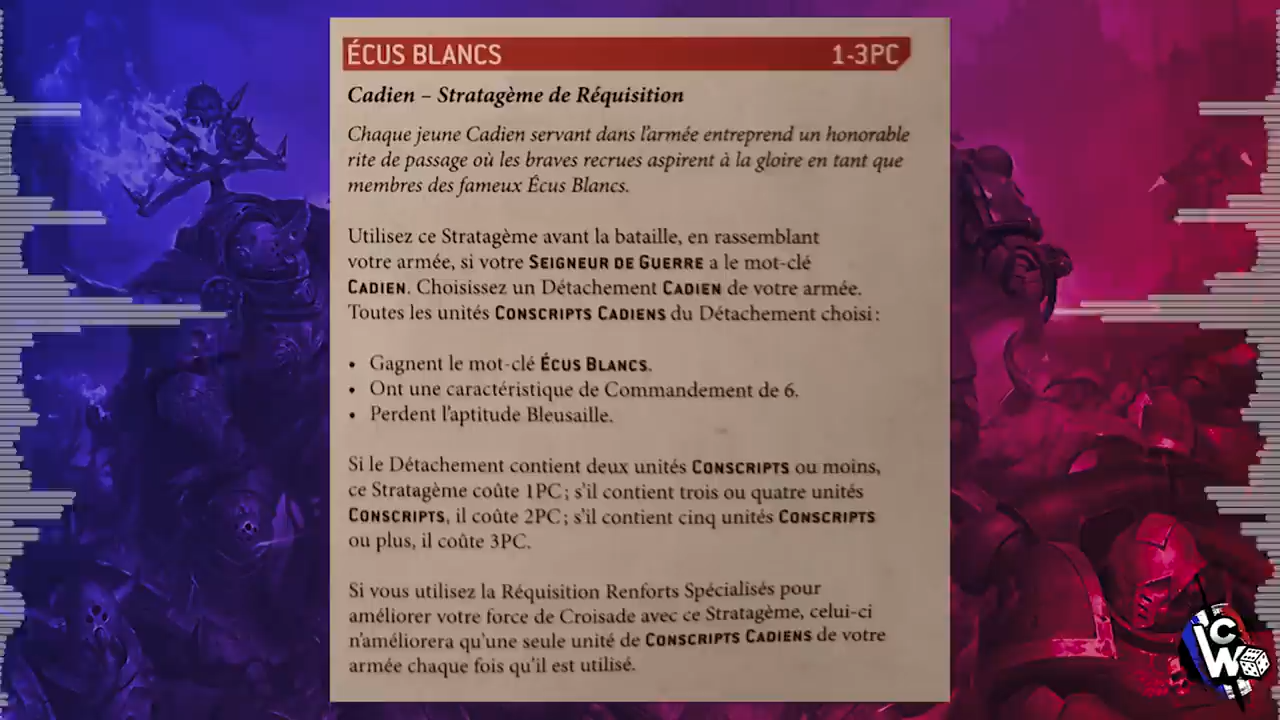 ÉCUS BLANCS 1-3PC
Cadien – Stratagème de Réquisition
Chaque jeune Cadien servant dans l'armée entreprend un honorable
rite de passage où les braves recrues aspirent à la gloire en tant que
membres des fameux Écus Blancs.
Utilisez ce Stratagème avant la bataille, en rassemblant
votre armée, si votre SEIGNEUR DE GUERRE a le mot-clé
CADIEN. Choisissez un Détachement CADIEN de votre armée.
Toutes les unités CONSCRIPTS CADIENS du Détachement choisi :
• Gagnent le mot-clé ÉCUS BLANCS.
• Ont une caractéristique de Commandement de 6.
• Perdent l'aptitude Bleusaille.
Si le Détachement contient deux unités CONSCRIPTS ou moins,
ce Stratagème coûte 1PC ; s'il contient trois ou quatre unités
CONSCRIPTS, il coûte 2PC ; s'il contient cinq unités CONSCRIPTS
ou plus, il coûte 3PC.
Si vous utilisez la Réquisition Renforts Spécialisés pour
améliorer votre force de Croisade avec ce Stratagème, celui-ci
n'améliorera qu'une seule unité de CONSCRIPTS CADIENS de votre
armée chaque fois qu'il est utilisé.
ICW